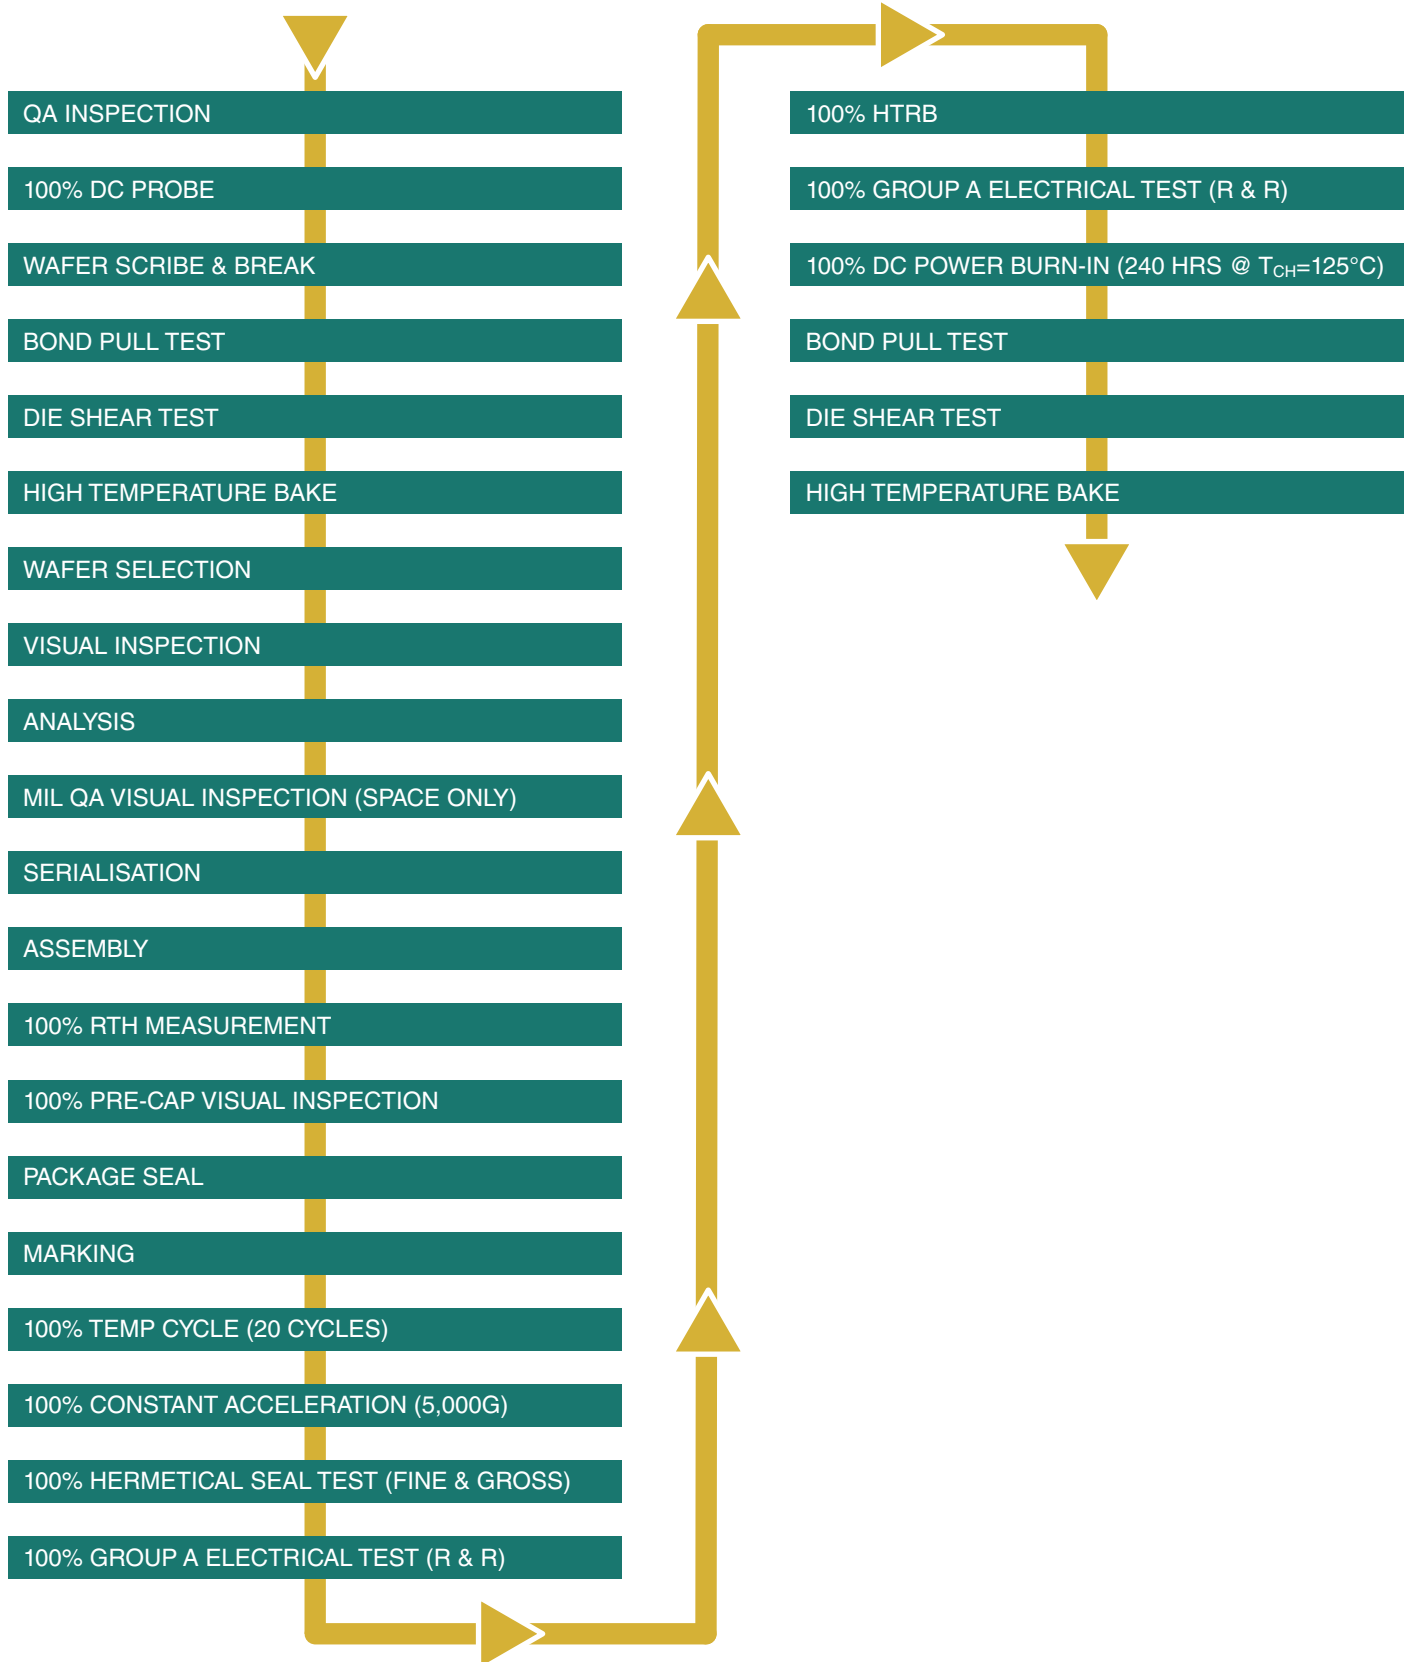 QA INSPECTION
100% DC PROBE
WAFER SCRIBE & BREAK
BOND PULL TEST
DIE SHEAR TEST
HIGH TEMPERATURE BAKE
WAFER SELECTION
VISUAL INSPECTION
ANALYSIS
MIL QA VISUAL INSPECTION (SPACE ONLY)
SERIALISATION
ASSEMBLY
100% RTH MEASUREMENT
100% PRE-CAP VISUAL INSPECTION
PACKAGE SEAL
MARKING
100% TEMP CYCLE (20 CYCLES)
100% CONSTANT ACCELERATION (5,000G)
100% HERMETICAL SEAL TEST (FINE & GROSS)
100% GROUP A ELECTRICAL TEST (R & R)
100% HTRB
100% GROUP A ELECTRICAL TEST (R & R)
100% DC POWER BURN-IN (240 HRS @ TCH=125°C)
BOND PULL TEST
DIE SHEAR TEST
HIGH TEMPERATURE BAKE